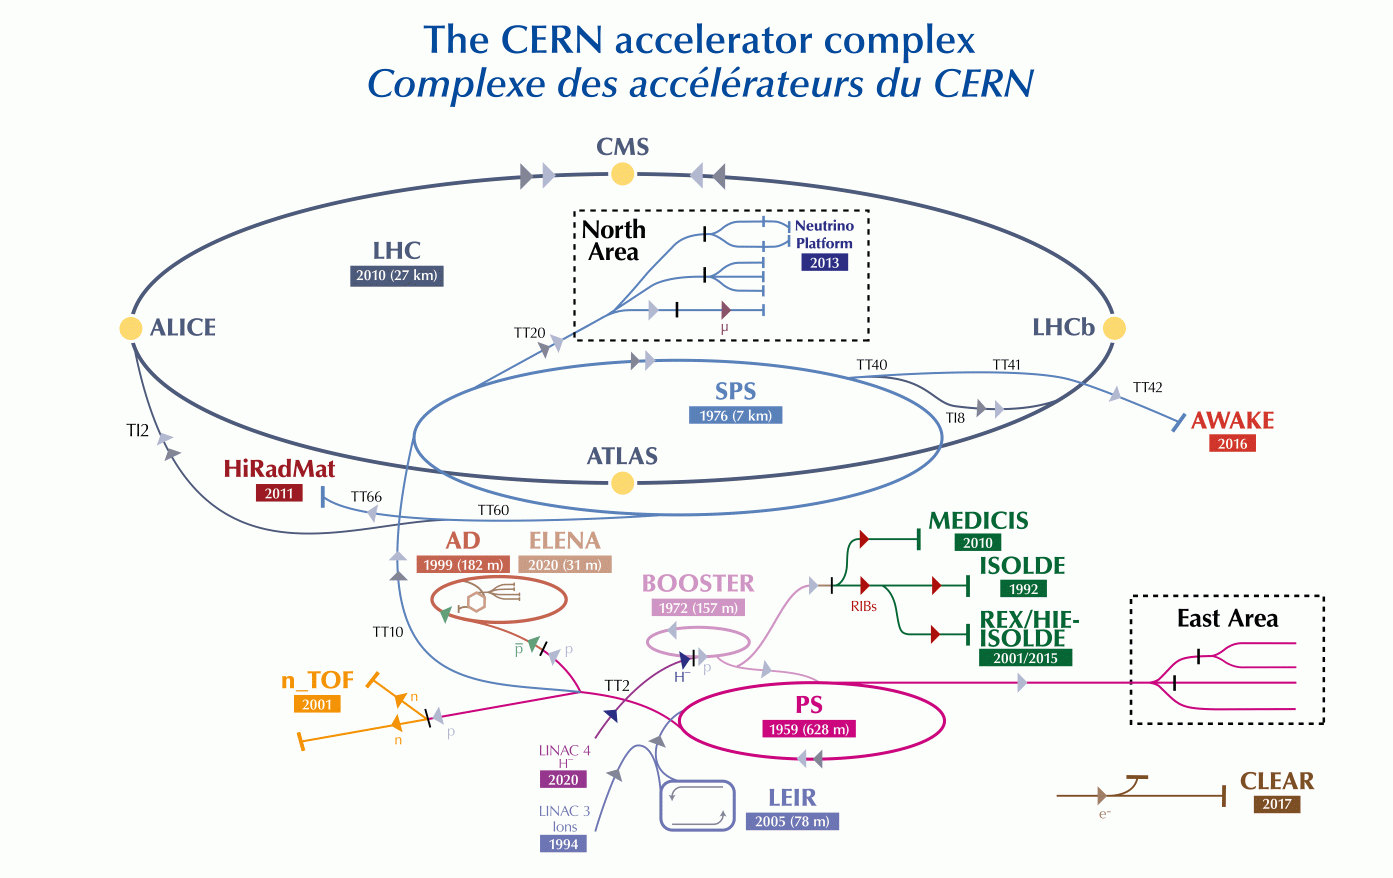 The CERN accelerator complex
Complexe des accélérateurs du CERN
CMS
North
Area
Neutrino
Platform
2013
LHC
2010 (27 km)
ALICE
LHCb
TT20
μ
SPS
1976 (7 km)
TT40
TT41
TT42
TI8
AWAKE
2016
TI2
ATLAS
HiRadMat
2011
TT66
TT60
AD
1999 (182 m)
ELENA
2020 (31 m)
MEDICIS
2010
BOOSTER
1972 (157 m)
ISOLDE
1992
RIBs
REX/HIE-
ISOLDE
2001/2015
East Area
TT10
p̅
p
H⁻
p
n_TOF
2001
n
n
p
TT2
PS
1959 (628 m)
LINAC 4
H⁻
2020
LINAC 3
Ions
1994
LEIR
2005 (78 m)
CLEAR
2017
e⁻